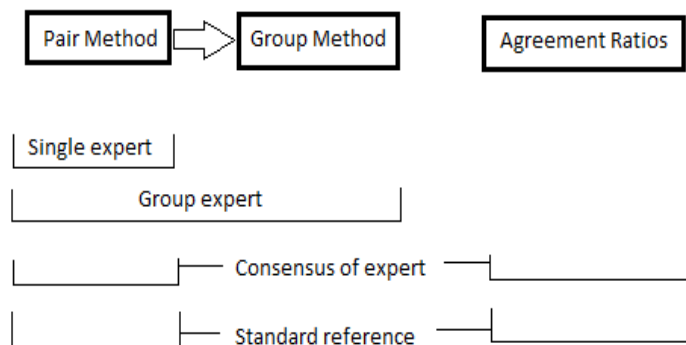 Pair Method
Group Method
Agreement Ratios
Single expert
Group expert
Consensus of expert
Standard reference